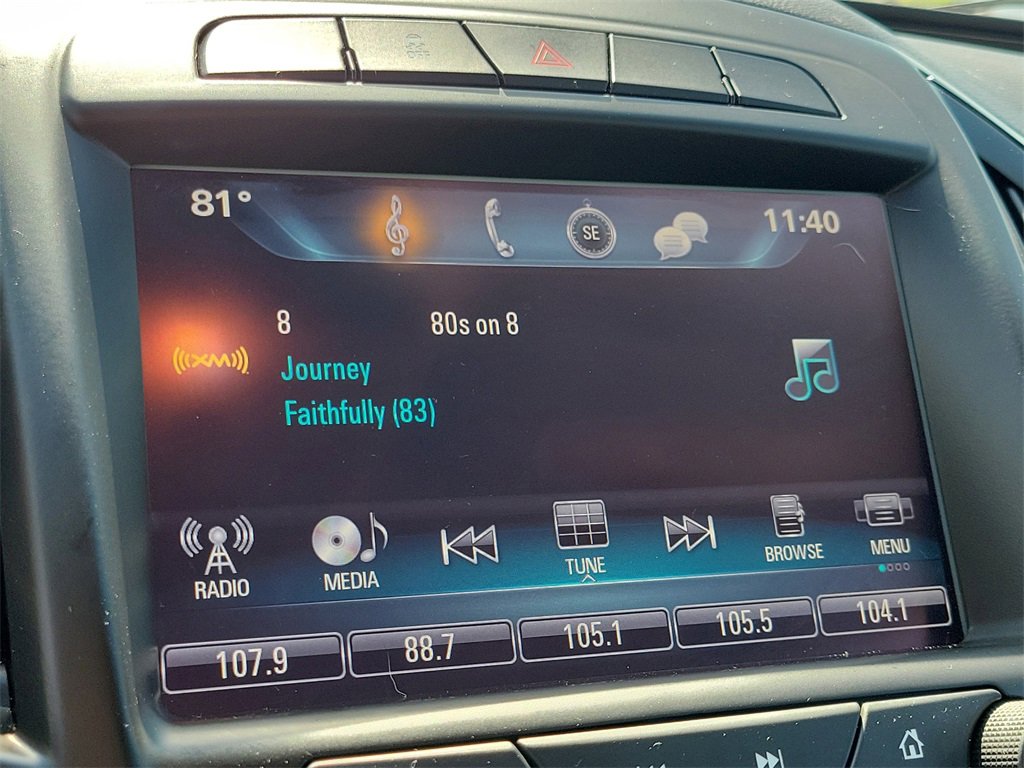 81° SE 11:40
8 80s on 8
XM
Journey
Faithfully (83)
RADIO MEDIA TUNE BROWSE MENU
107.9 88.7 105.1 105.5 104.1